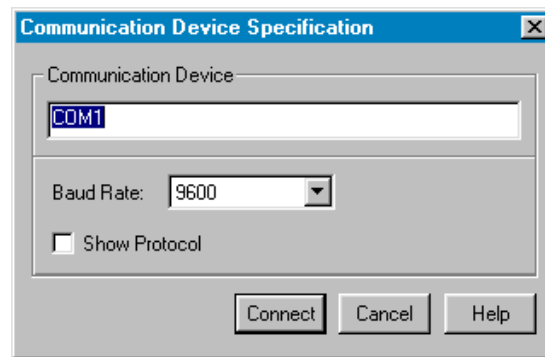 Communication Device Specification
Communication Device
COM1
Baud Rate: 9600
Show Protocol
Connect Cancel Help